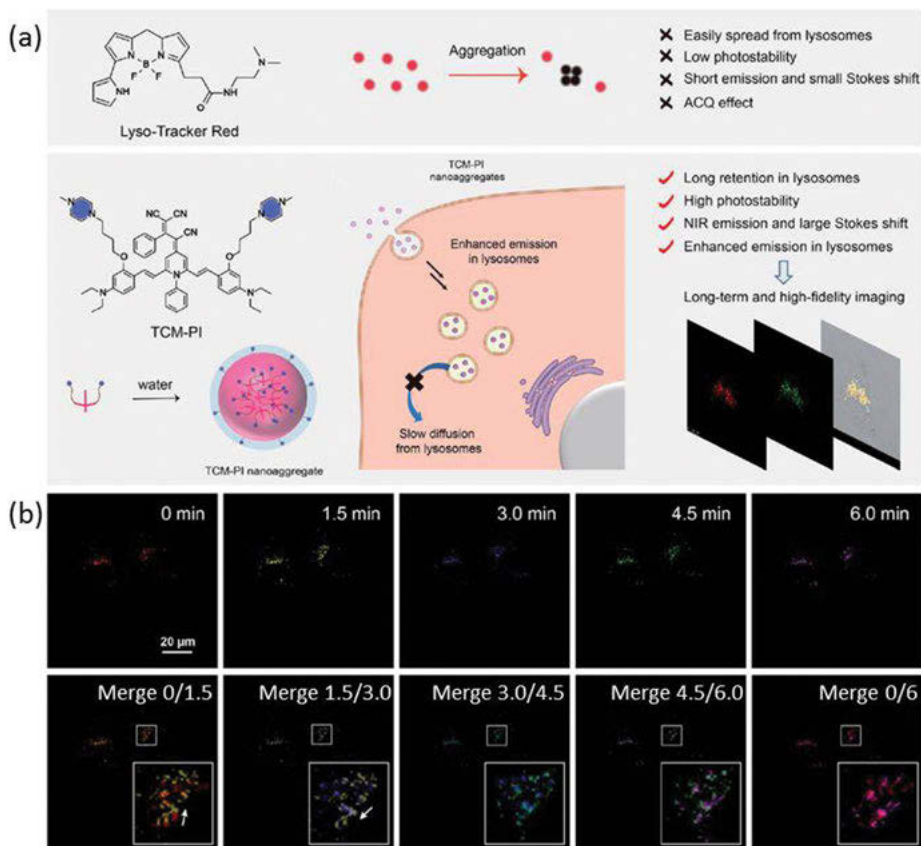 (a)
N
N
B
F
F
NH
O
N
H
N
Lyso-Tracker Red
Aggregation
✖ Easily spread from lysosomes
✖ Low photostability
✖ Short emission and small Stokes shift
✖ ACQ effect
N
N
CN
CN
CN
N
N
O
O
N
N
N
TCM-PI
water
TCM-PI nanoaggregate
TCM-PI
nanoaggregates
Enhanced emission
in lysosomes
Slow diffusion
from lysosomes
✓ Long retention in lysosomes
✓ High photostability
✓ NIR emission and large Stokes shift
✓ Enhanced emission in lysosomes
Long-term and high-fidelity imaging
(b)
0 min
1.5 min
3.0 min
4.5 min
6.0 min
20 μm
Merge 0/1.5
Merge 1.5/3.0
Merge 3.0/4.5
Merge 4.5/6.0
Merge 0/6